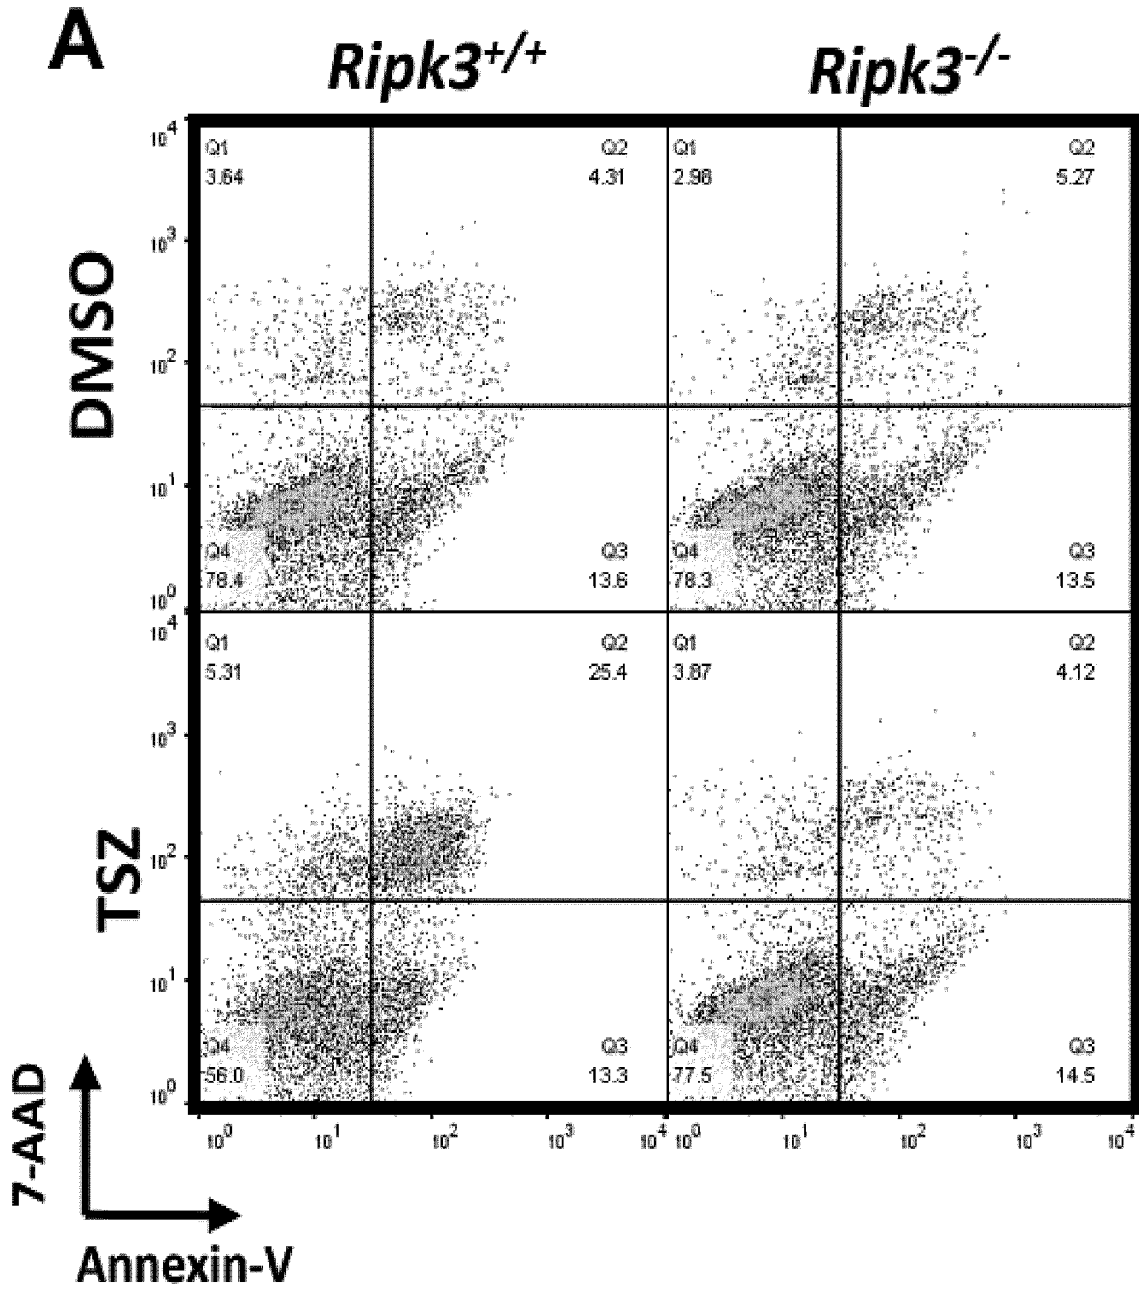 A
Ripk3+/+ Ripk3-/-
DMSO
10^4
Q1 Q2 Q1 Q2
3.64 4.31 2.98 5.27
10^3
10^2
10^1
Q4 Q3 Q4 Q3
78.4 13.6 78.3 13.5
10^0
TSZ
10^4
Q1 Q2 Q1 Q2
5.31 25.4 3.87 4.12
10^3
10^2
10^1
Q4 Q3 Q4 Q3
56.0 13.3 77.5 14.5
10^0
10^0 10^1 10^2 10^3 10^4 10^0 10^1 10^2 10^3 10^4
7-AAD
Annexin-V